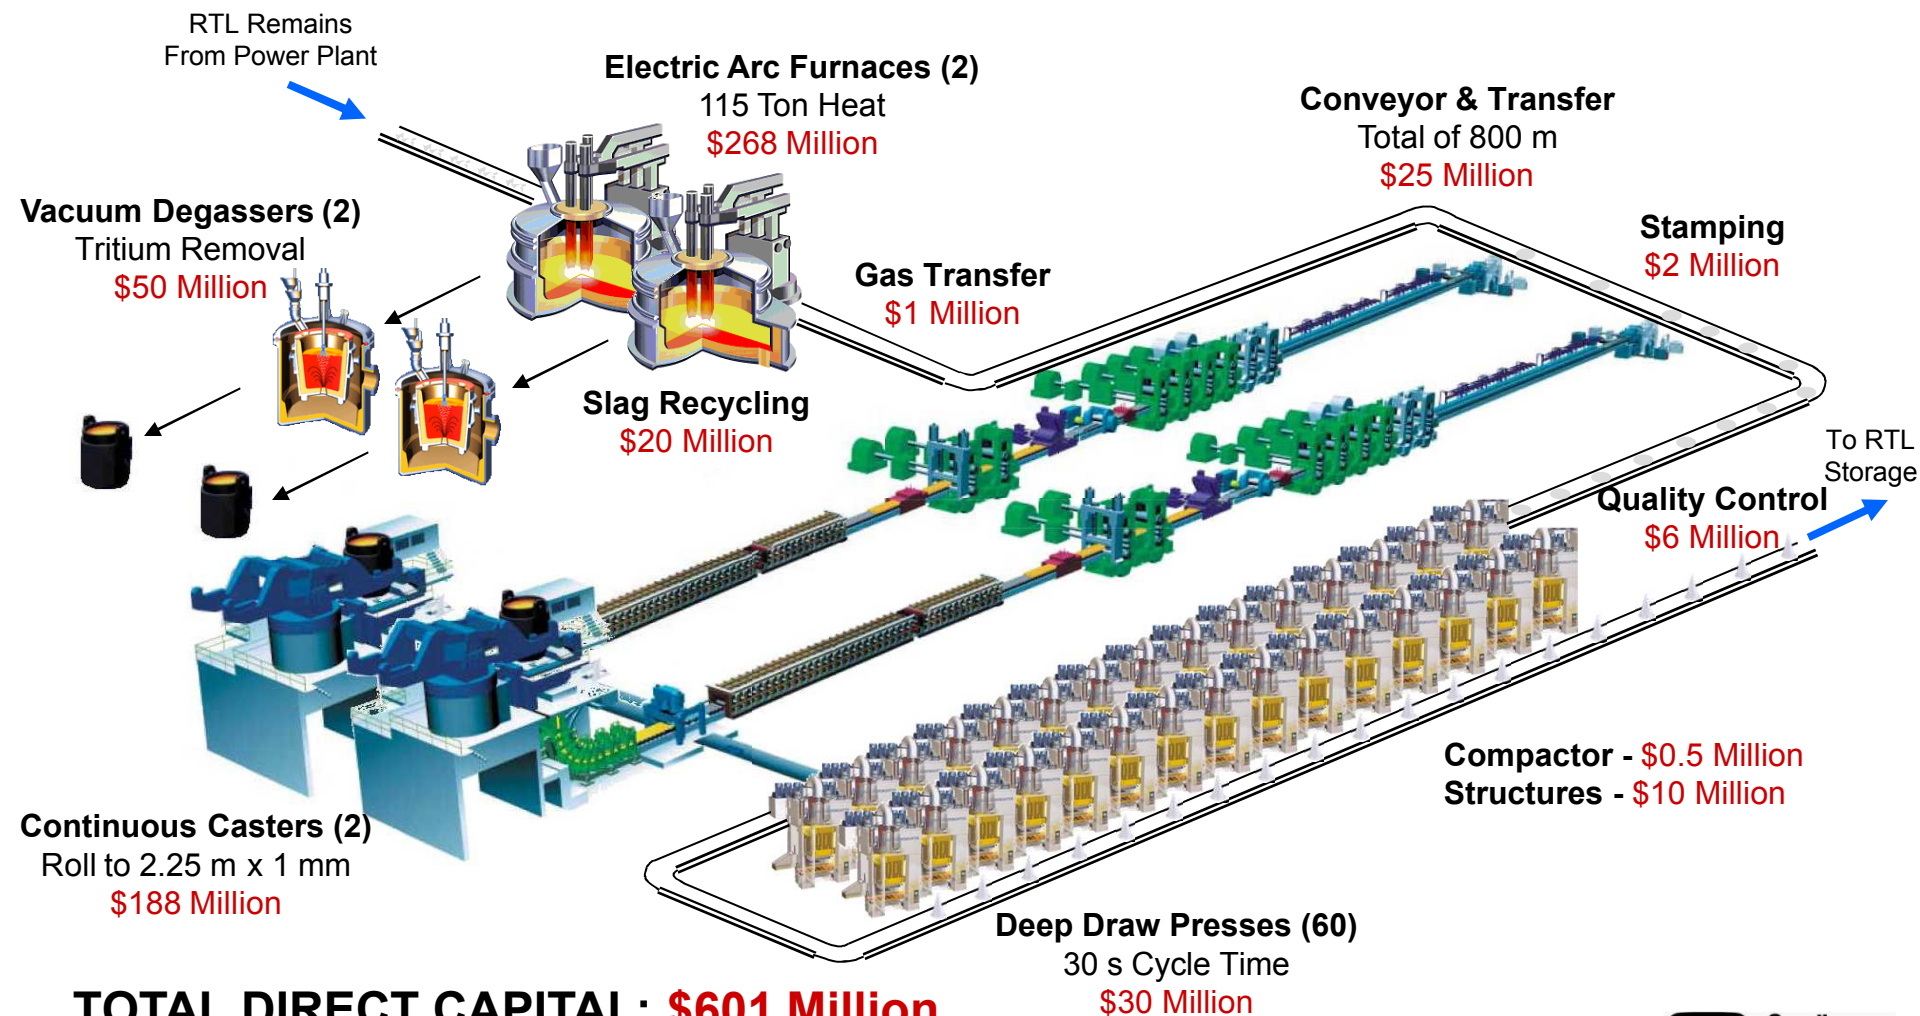 RTL Remains
From Power Plant
Electric Arc Furnaces (2)
115 Ton Heat
$268 Million
Conveyor & Transfer
Total of 800 m
$25 Million
Vacuum Degassers (2)
Tritium Removal
$50 Million
Stamping
$2 Million
Gas Transfer
$1 Million
Slag Recycling
$20 Million
To RTL
Storage
Quality Control
$6 Million
Compactor - $0.5 Million
Structures - $10 Million
Continuous Casters (2)
Roll to 2.25 m x 1 mm
$188 Million
Deep Draw Presses (60)
30 s Cycle Time
$30 Million
TOTAL DIRECT CAPITAL: $601 Million